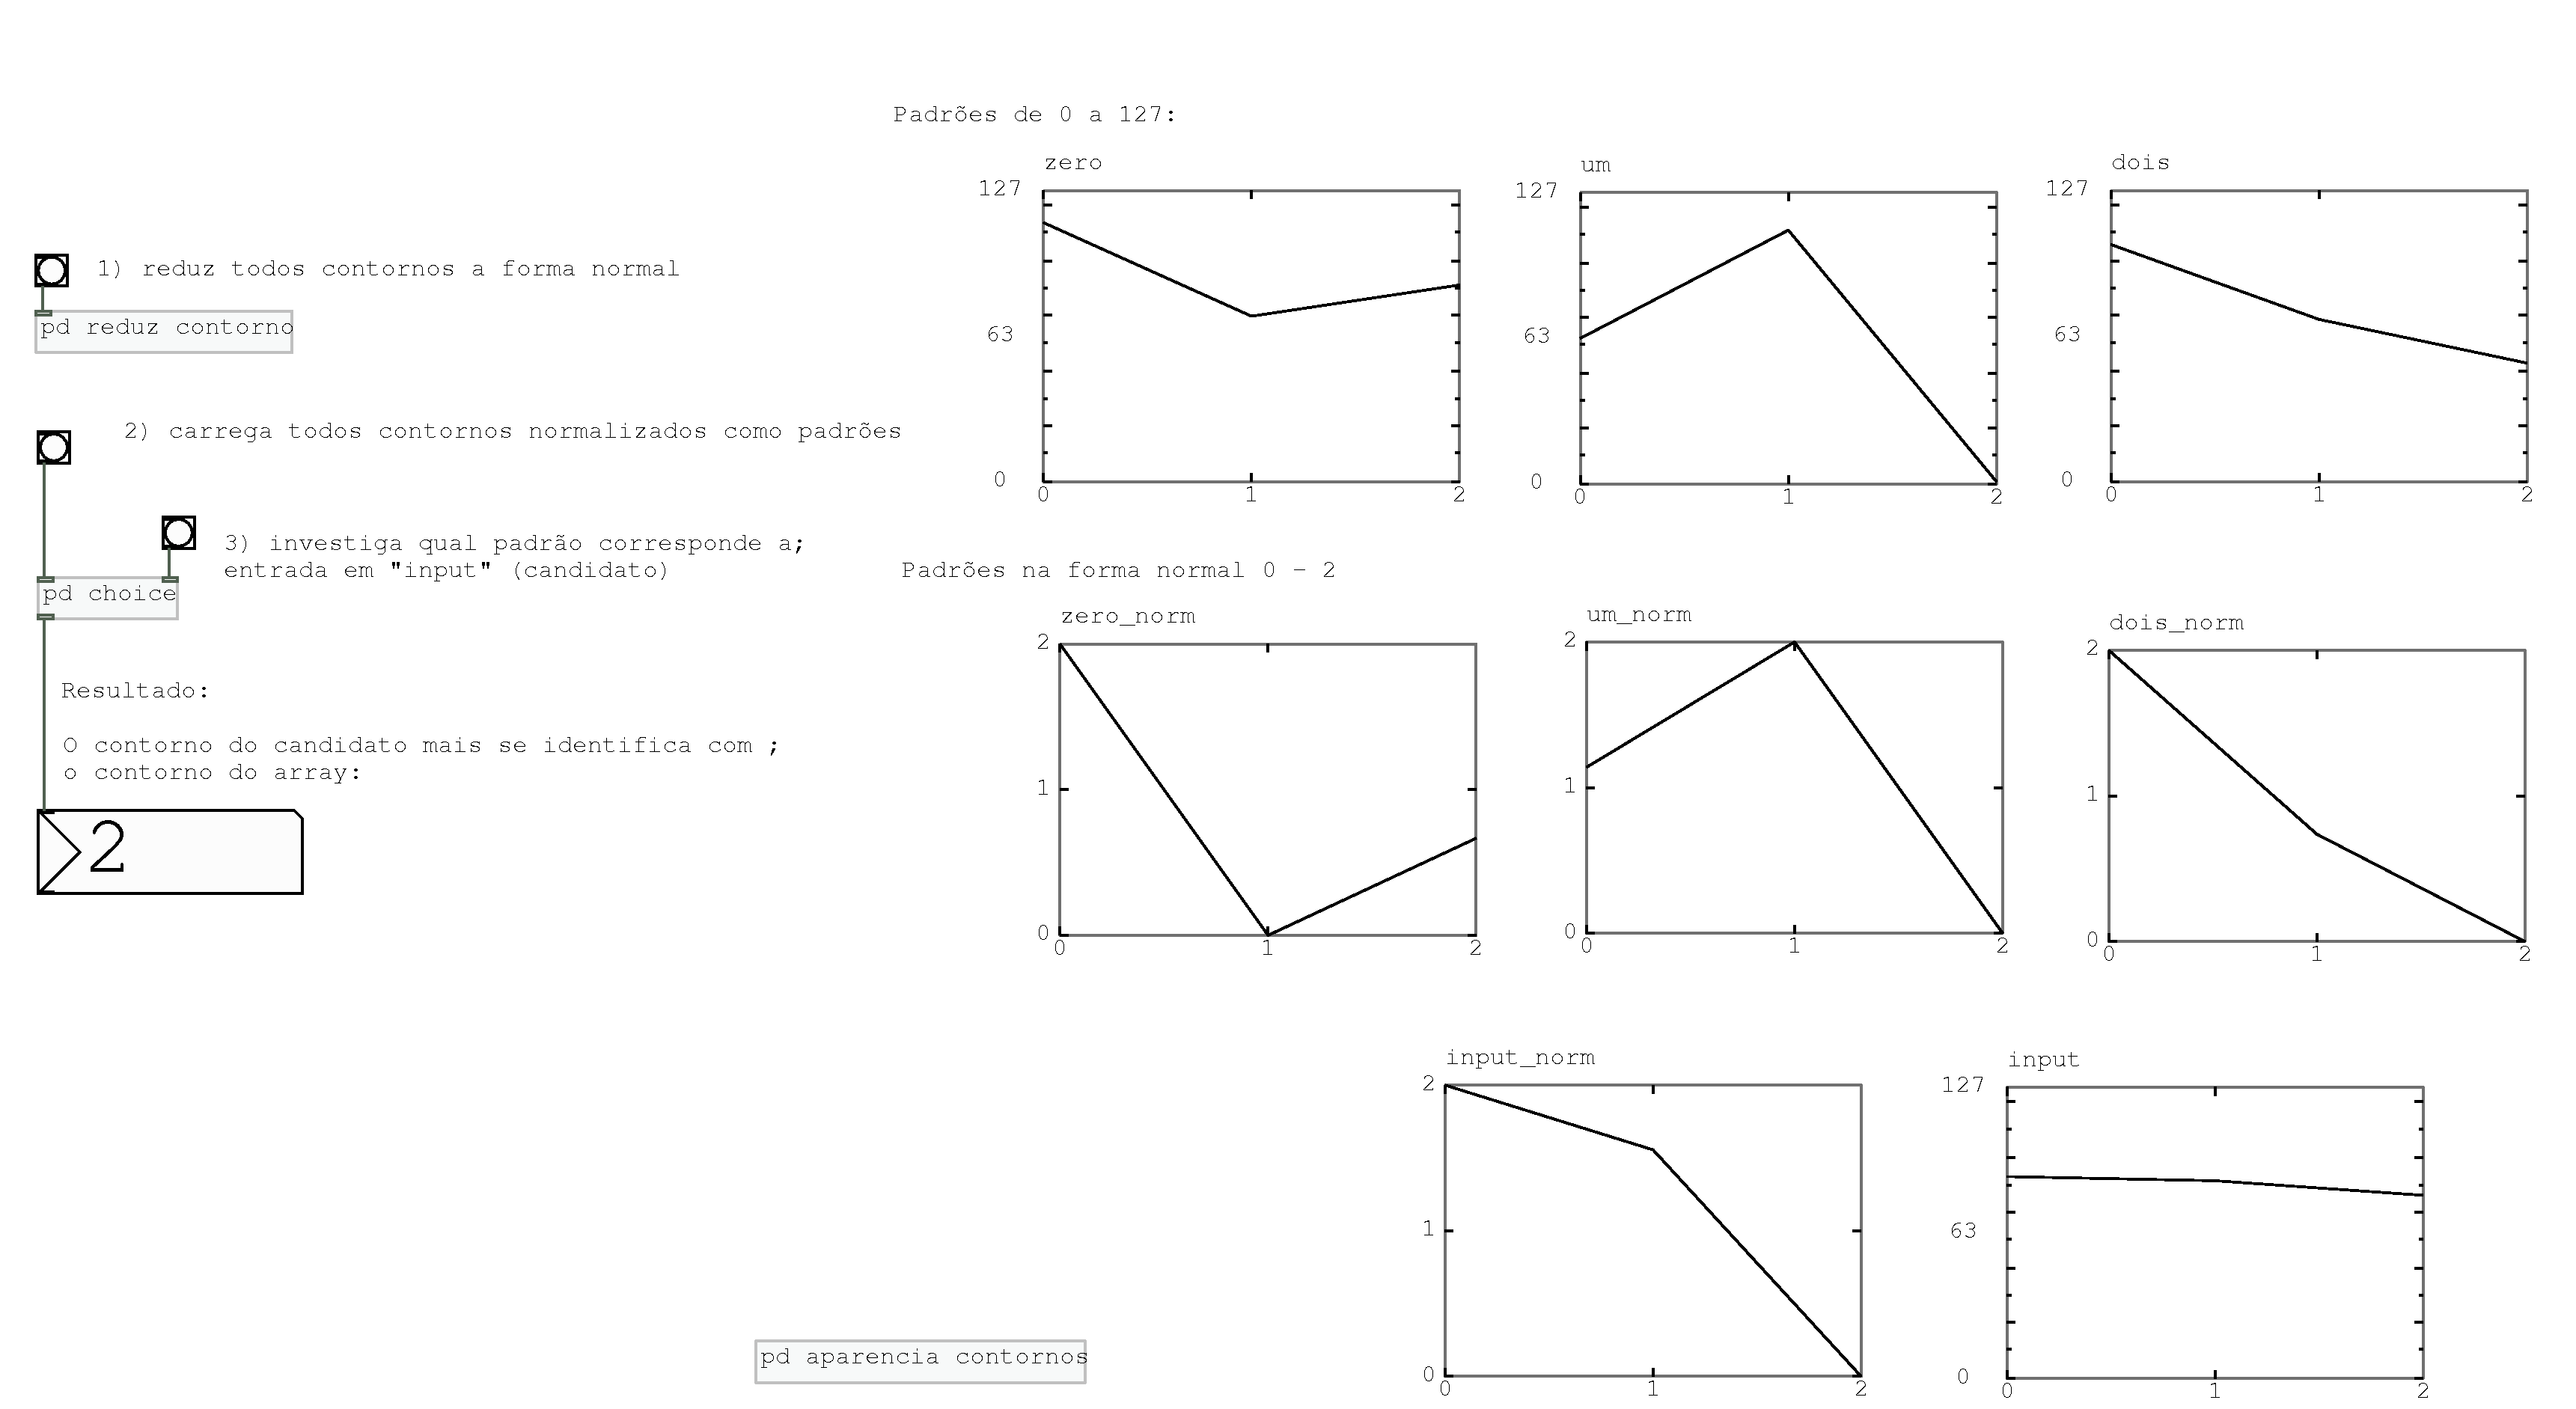 Padrões de 0 a 127:
zero
127
63
0
0 1 2
um
127
63
0
0 1 2
dois
127
63
0
0 1 2
1) reduz todos contornos a forma normal
pd reduz contorno
2) carrega todos contornos normalizados como padrões
3) investiga qual padrão corresponde a;
entrada em "input" (candidato)
pd choice
Resultado:
O contorno do candidato mais se identifica com ;
o contorno do array:
2
Padrões na forma normal 0 - 2
zero_norm
2
1
0
0 1 2
um_norm
2
1
0
0 1 2
dois_norm
2
1
0
0 1 2
input_norm
2
1
0
0 1 2
input
127
63
0
0 1 2
pd aparencia contornos